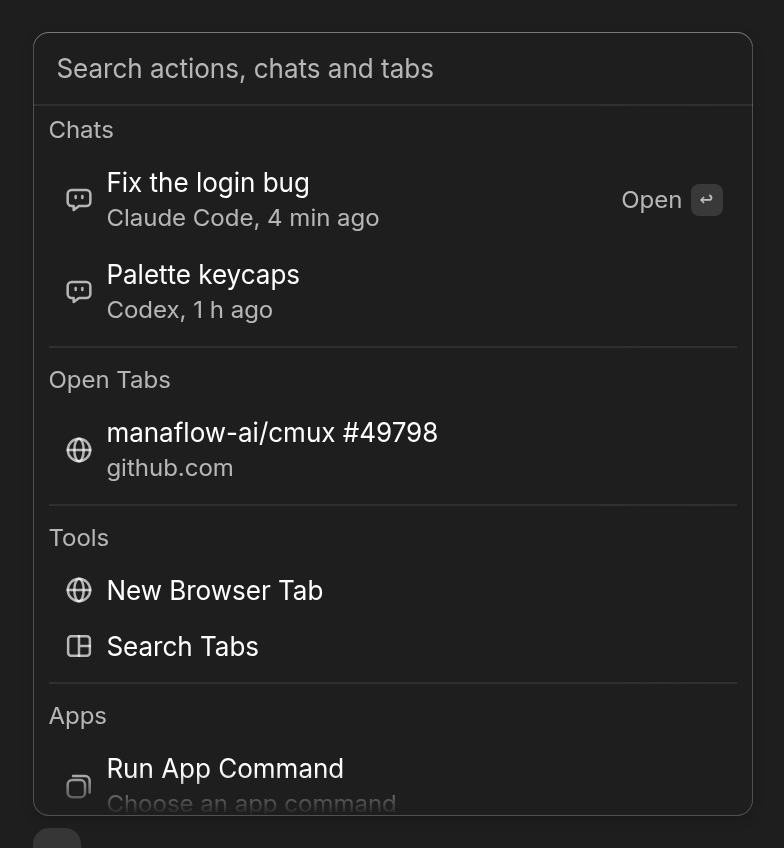 Search actions, chats and tabs
Chats
Fix the login bug
Claude Code, 4 min ago
Open ↩
Palette keycaps
Codex, 1 h ago
Open Tabs
manaflow-ai/cmux #49798
github.com
Tools
New Browser Tab
Search Tabs
Apps
Run App Command
Choose an app command